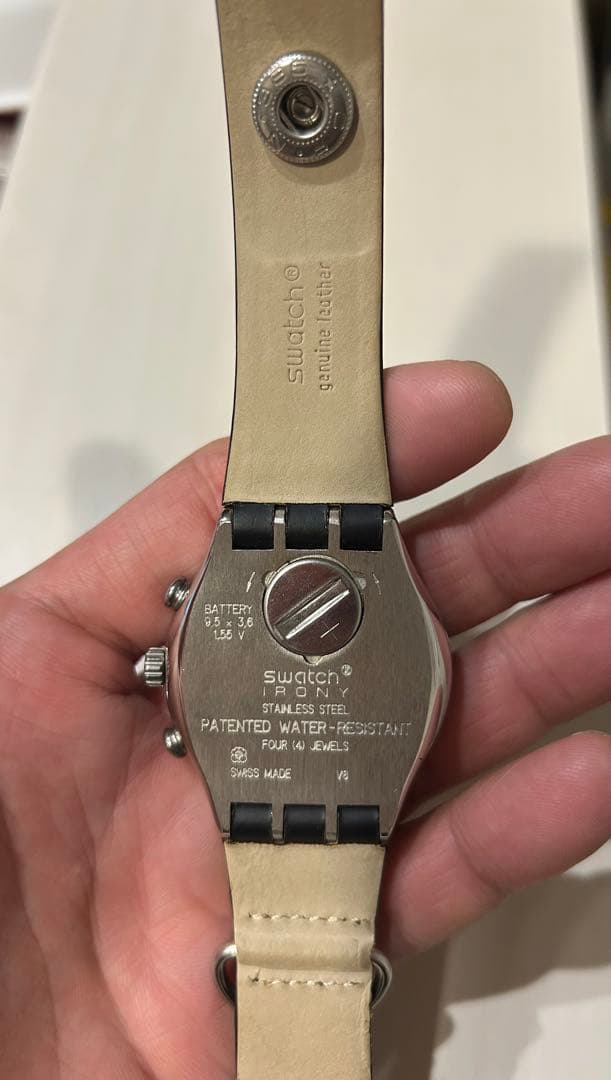 swatch®
genuine leather
BATTERY
9,5 x 3,6
1.55 V
swatch®
IRONY
STAINLESS STEEL
PATENTED WATER-RESISTANT
FOUR (4) JEWELS
SWISS MADE V8